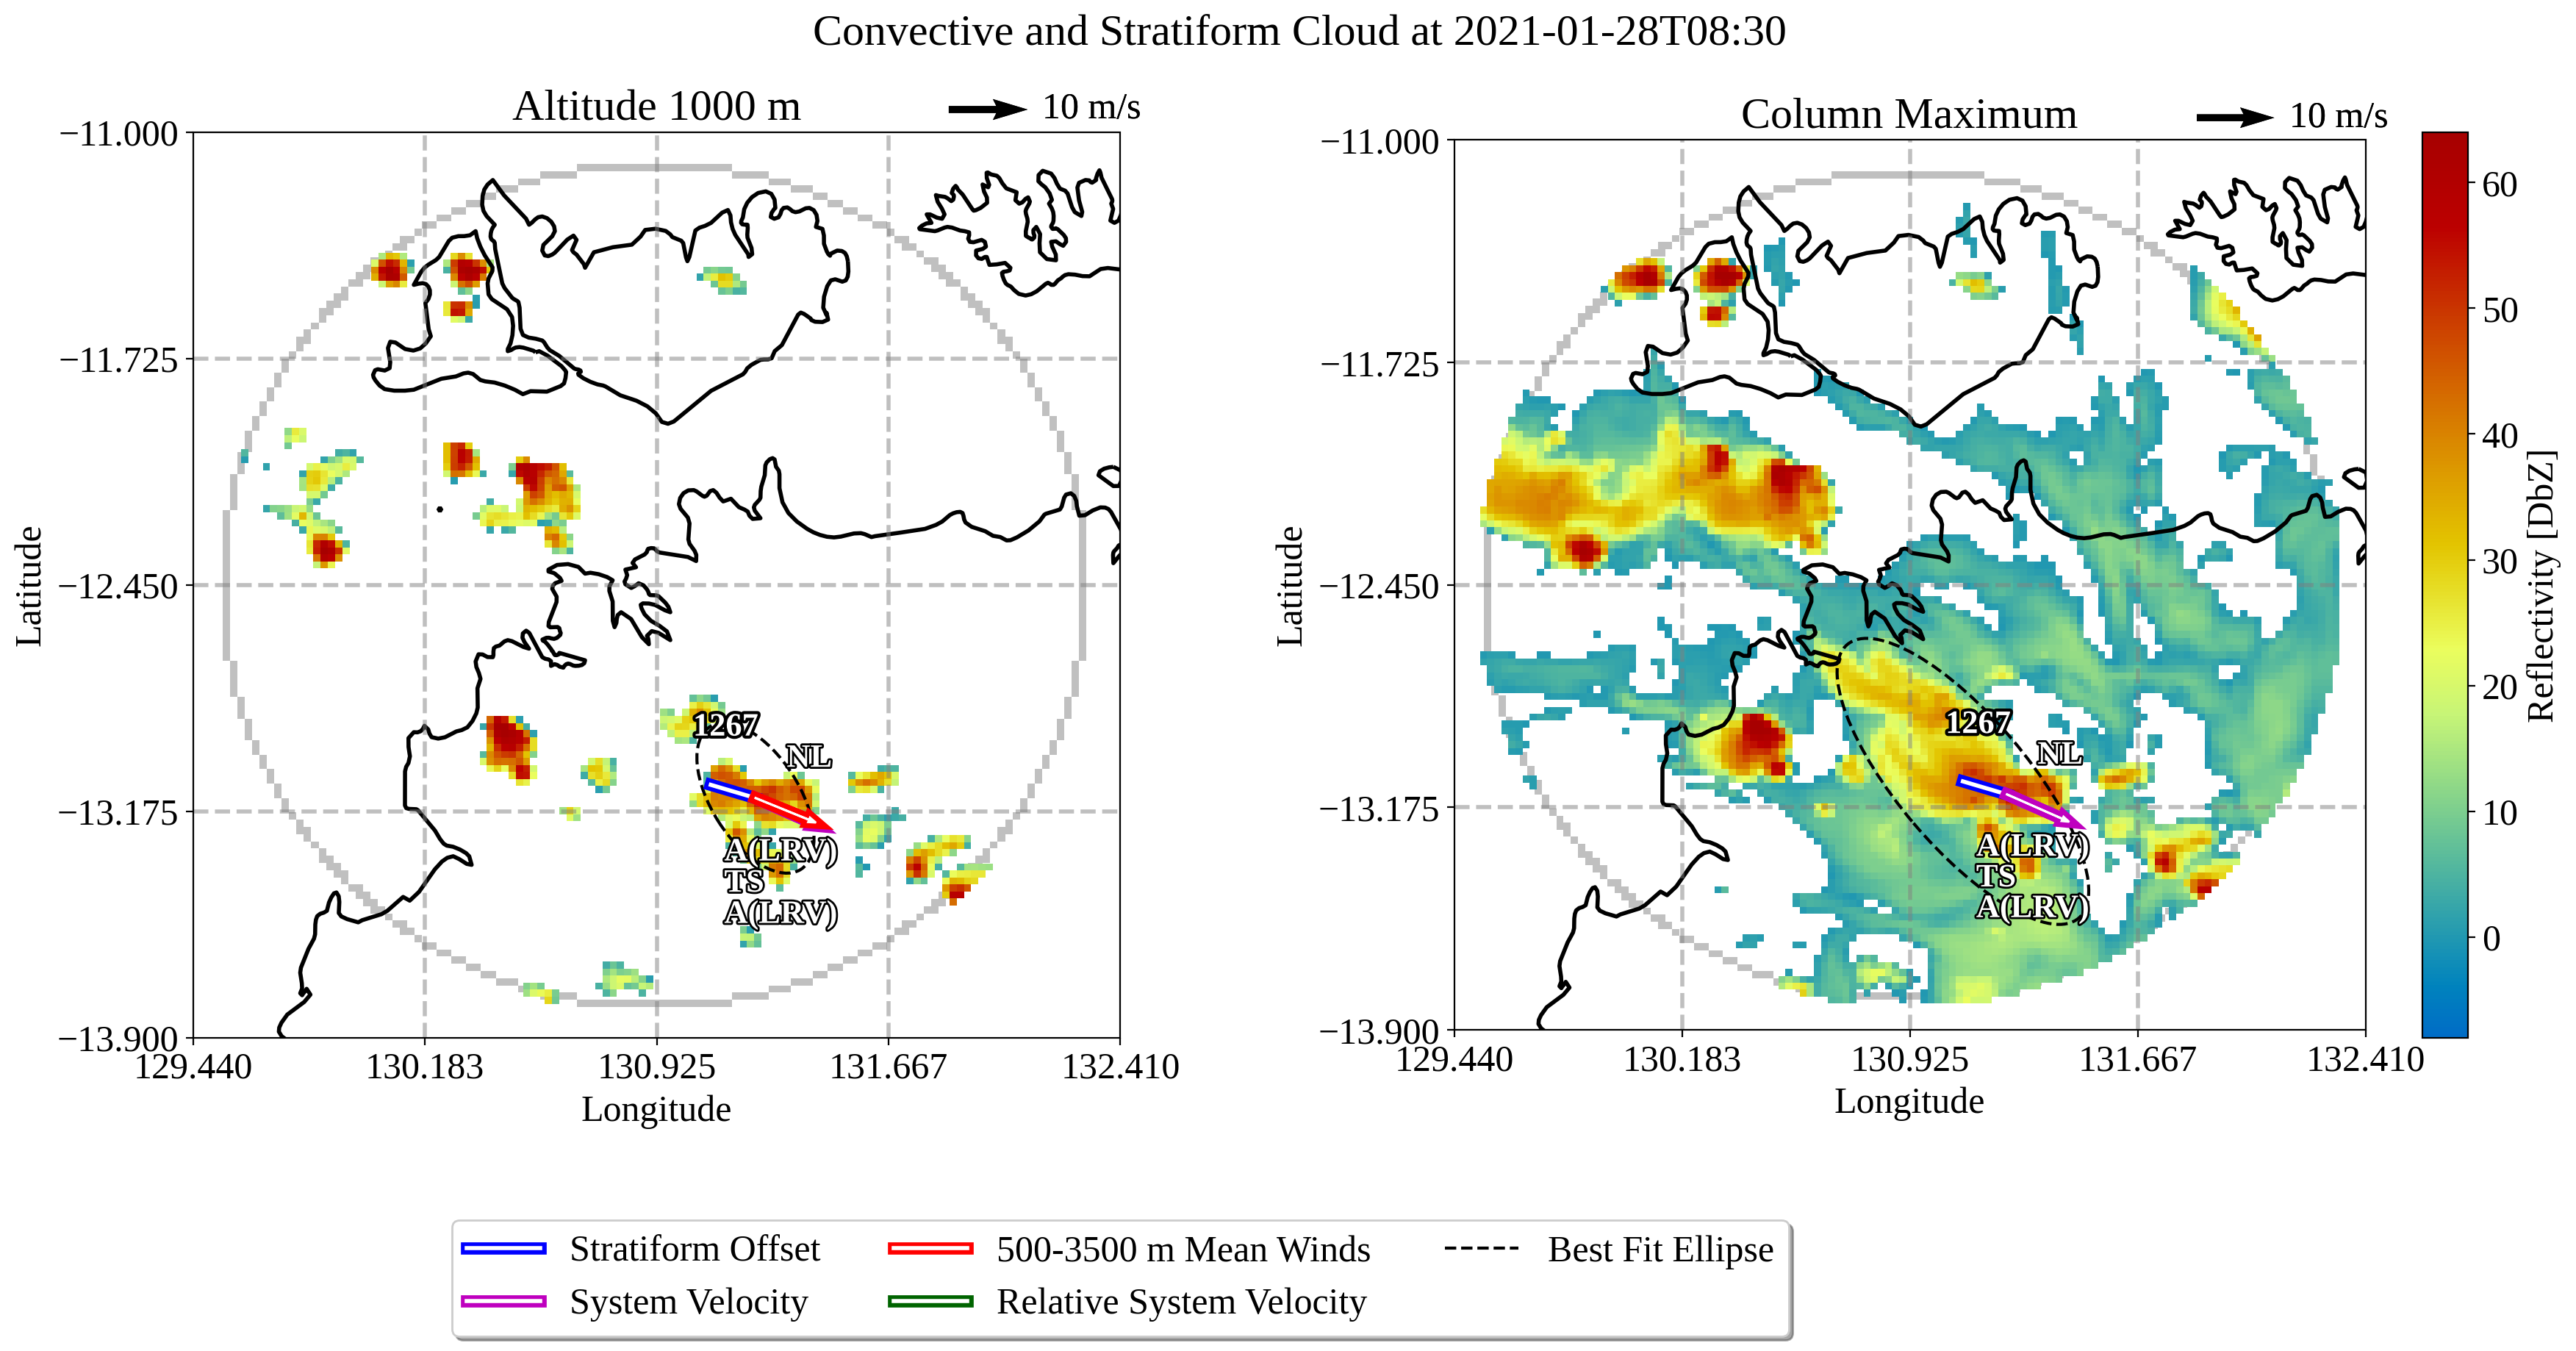 Convective and Stratiform Cloud at 2021-01-28T08:30
Altitude 1000 m
10 m/s
−11.000
−11.725
−12.450
−13.175
−13.900
Latitude
129.440
130.183
130.925
131.667
132.410
Longitude
1267
NL
A(LRV)
TS
A(LRV)
Column Maximum
10 m/s
−11.000
−11.725
−12.450
−13.175
−13.900
Latitude
129.440
130.183
130.925
131.667
132.410
Longitude
1267
NL
A(LRV)
TS
A(LRV)
60
50
40
30
20
10
0
Reflectivity [DbZ]
Stratiform Offset
System Velocity
500-3500 m Mean Winds
Relative System Velocity
Best Fit Ellipse